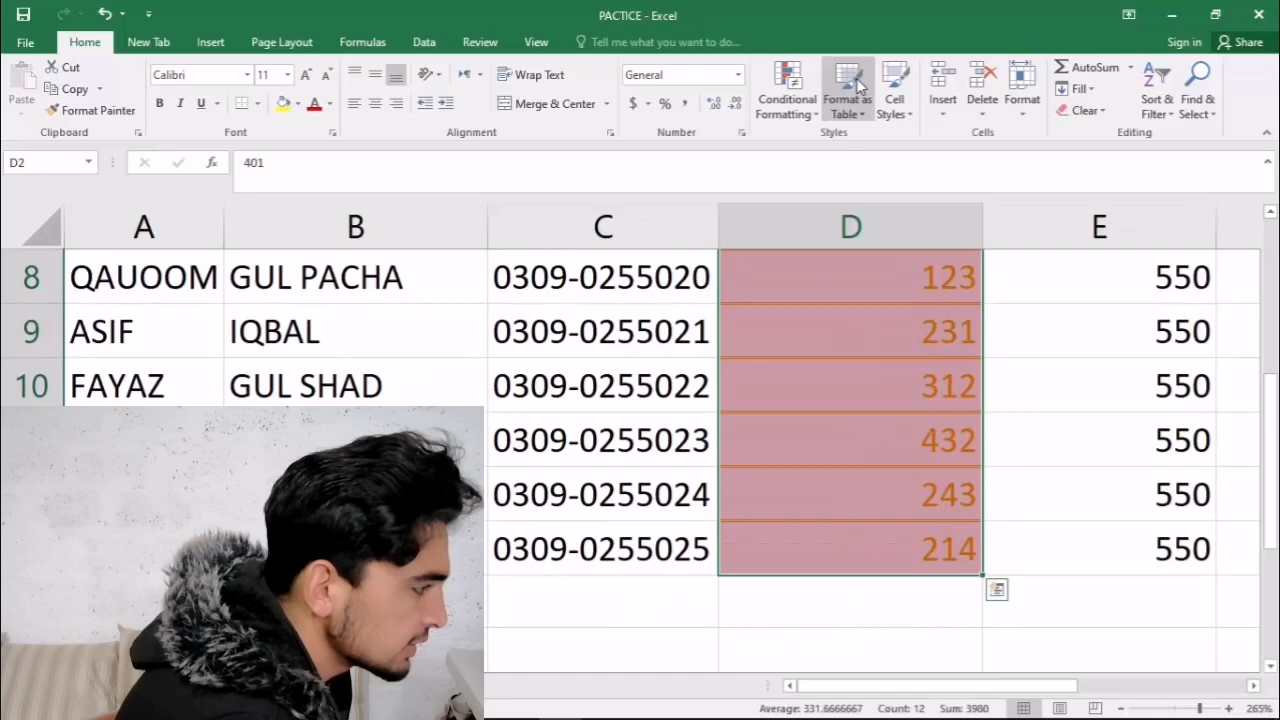 PACTICE - Excel
File Home New Tab Insert Page Layout Formulas Data Review View Tell me what you want to do... Sign in Share
Paste Cut Copy Format Painter
Calibri 11
B I U A
Wrap Text
Merge & Center
General
$ % ,
Conditional Formatting Format as Table Cell Styles
Insert Delete Format
AutoSum Fill Clear
Sort & Filter Find & Select
Clipboard Font Alignment Number Styles Cells Editing
D2 fx 401
A B C D E
8 QAUOOM GUL PACHA 0309-0255020 123 550
9 ASIF IQBAL 0309-0255021 231 550
10 FAYAZ GUL SHAD 0309-0255022 312 550
0309-0255023 432 550
0309-0255024 243 550
0309-0255025 214 550
Average: 331.6666667 Count: 12 Sum: 3980 265%